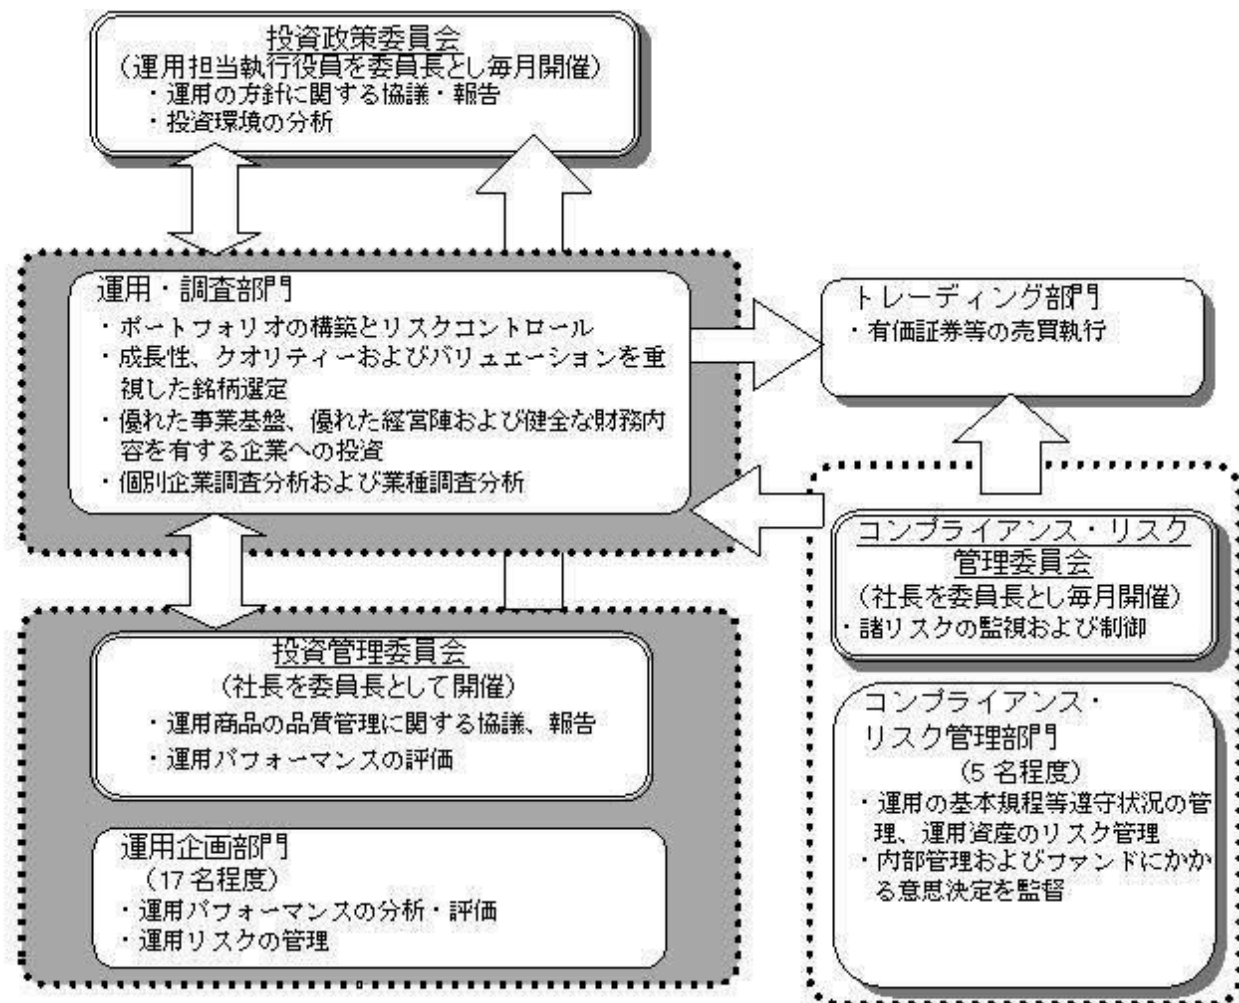 投資政策委員会
（運用担当執行役員を委員長とし毎月開催）
・運用の方針に関する協議・報告
・投資環境の分析
運用・調査部門
・ポートフォリオの構築とリスクコントロール
・成長性、クオリティーおよびバリュエーションを重
視した銘柄選定
・優れた事業基盤、優れた経営陣および健全な財務内
容を有する企業への投資
・個別企業調査分析および業種調査分析
トレーディング部門
・有価証券等の売買執行
コンプライアンス・リスク
管理委員会
（社長を委員長とし毎月開催）
・諸リスクの監視および制御
投資管理委員会
（社長を委員長として開催）
・運用商品の品質管理に関する協議、報告
・運用パフォーマンスの評価
コンプライアンス・
リスク管理部門
（5名程度）
・運用の基本規程等遵守状況の管
理、運用資産のリスク管理
・内部管理およびファンドにかか
る意思決定を監督
運用企画部門
（17名程度）
・運用パフォーマンスの分析・評価
・運用リスクの管理